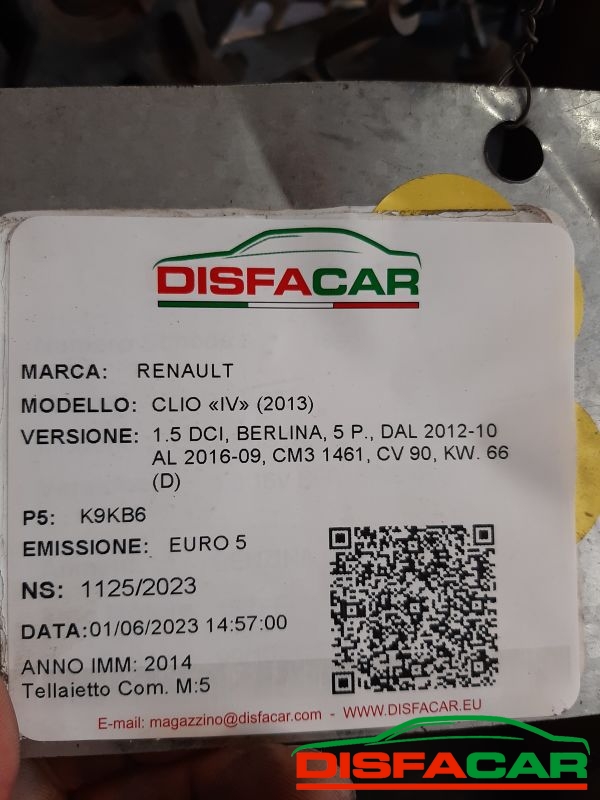 DISFACAR
MARCA: RENAULT
MODELLO: CLIO «IV» (2013)
VERSIONE: 1.5 DCI, BERLINA, 5 P., DAL 2012-10
AL 2016-09, CM3 1461, CV 90, KW. 66
(D)
P5: K9KB6
EMISSIONE: EURO 5
NS: 1125/2023
DATA:01/06/2023 14:57:00
ANNO IMM: 2014
Tellaietto Com. M:5
E-mail: magazzino@disfacar.com - WWW.DISFACAR.EU
DISFACAR